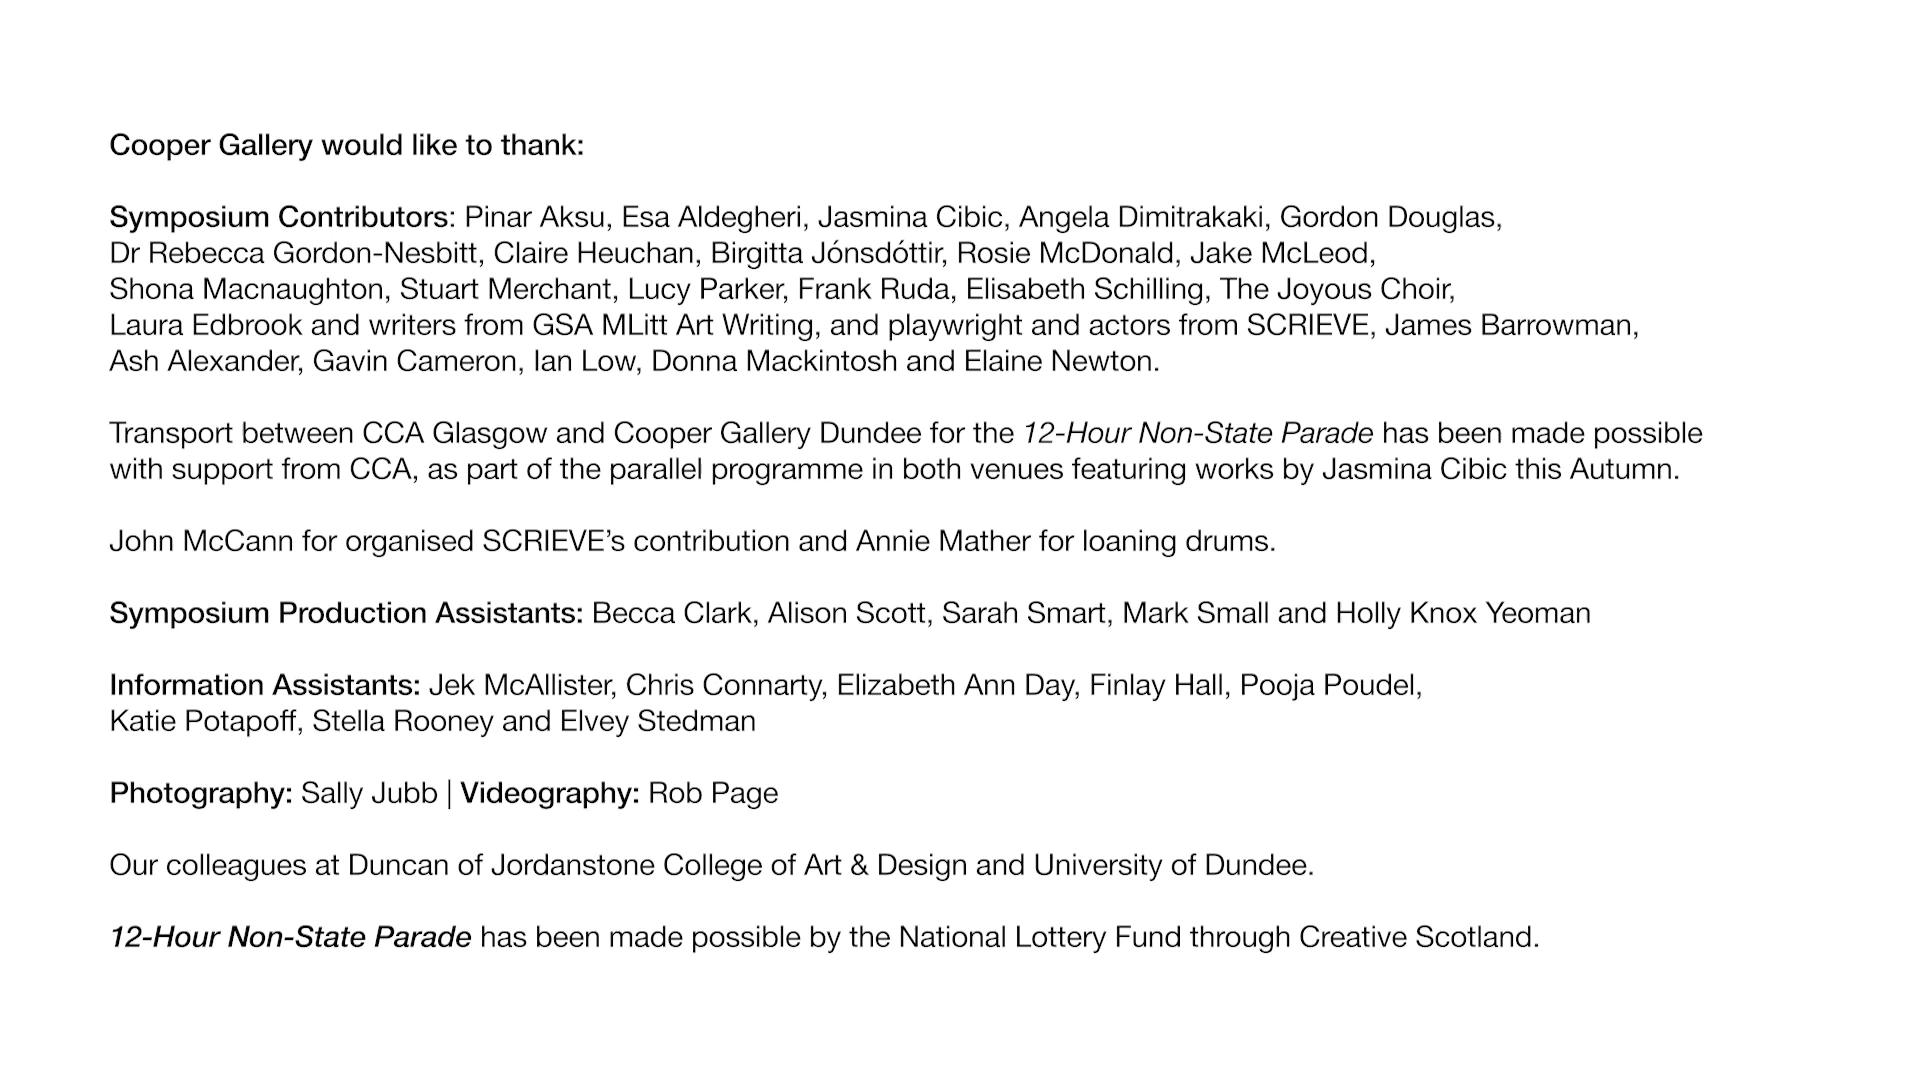 Cooper Gallery would like to thank:
Symposium Contributors: Pinar Aksu, Esa Aldegheri, Jasmina Cibic, Angela Dimitrakaki, Gordon Douglas,
Dr Rebecca Gordon-Nesbitt, Claire Heuchan, Birgitta Jónsdóttir, Rosie McDonald, Jake McLeod,
Shona Macnaughton, Stuart Merchant, Lucy Parker, Frank Ruda, Elisabeth Schilling, The Joyous Choir,
Laura Edbrook and writers from GSA MLitt Art Writing, and playwright and actors from SCRIEVE, James Barrowman,
Ash Alexander, Gavin Cameron, Ian Low, Donna Mackintosh and Elaine Newton.
Transport between CCA Glasgow and Cooper Gallery Dundee for the 12-Hour Non-State Parade has been made possible
with support from CCA, as part of the parallel programme in both venues featuring works by Jasmina Cibic this Autumn.
John McCann for organised SCRIEVE’s contribution and Annie Mather for loaning drums.
Symposium Production Assistants: Becca Clark, Alison Scott, Sarah Smart, Mark Small and Holly Knox Yeoman
Information Assistants: Jek McAllister, Chris Connarty, Elizabeth Ann Day, Finlay Hall, Pooja Poudel,
Katie Potapoff, Stella Rooney and Elvey Stedman
Photography: Sally Jubb | Videography: Rob Page
Our colleagues at Duncan of Jordanstone College of Art & Design and University of Dundee.
12-Hour Non-State Parade has been made possible by the National Lottery Fund through Creative Scotland.